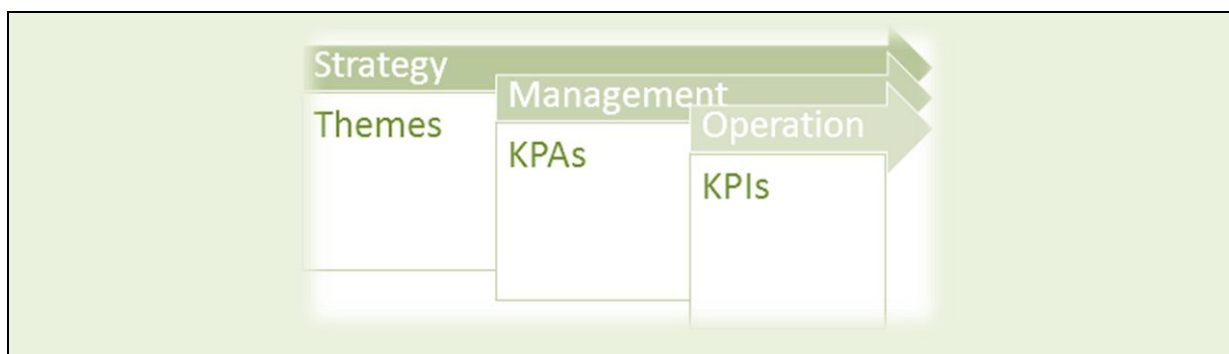 Strategy
Themes
Management
KPAs
Operation
KPIs